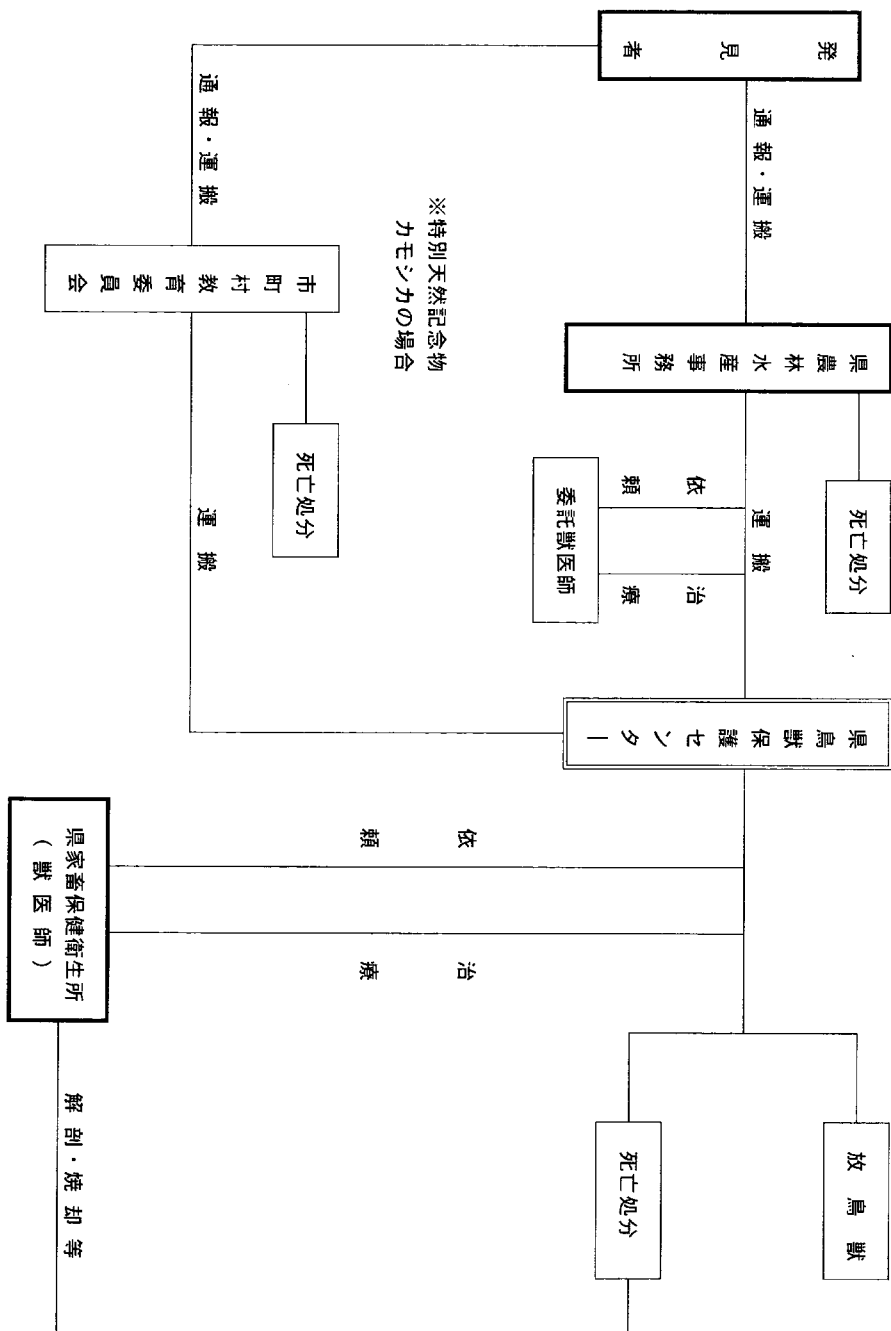 発見者
通報・運搬
通報・運搬
※特別天然記念物
カモシカの場合
県農林水産事務所
市町村教育委員会
死亡処分
死亡処分
運搬
依頼
治療
委託獣医師
運搬
県鳥獣保護センター
依頼
治療
県家畜保健衛生所
(獣医師)
放鳥獣
死亡処分
解剖・焼却等